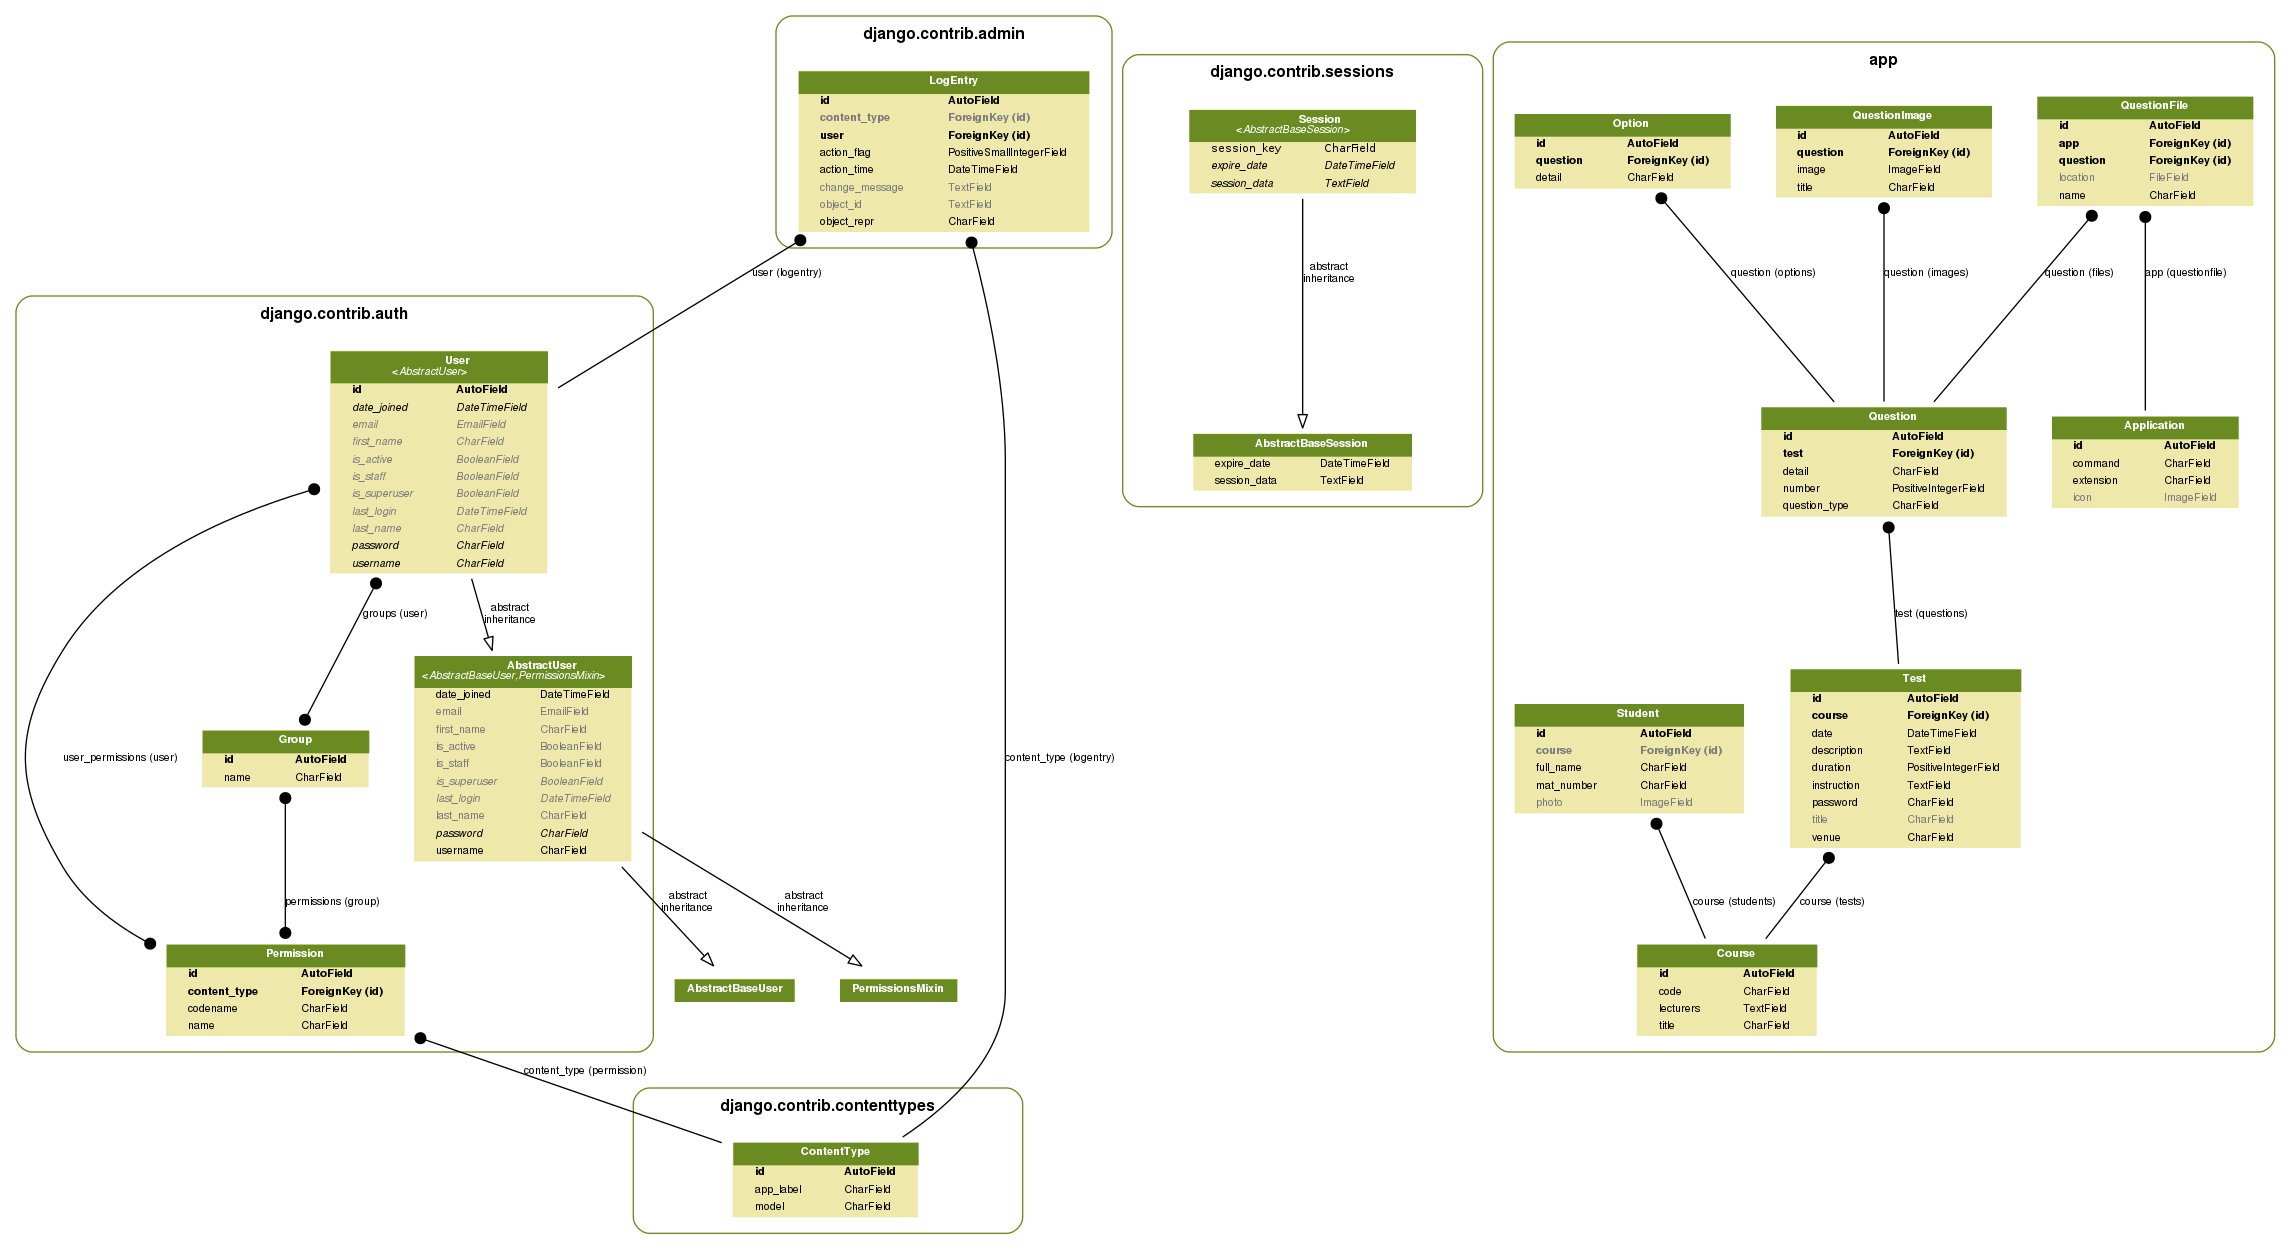 django.contrib.admin
LogEntry
id AutoField
content_type ForeignKey (id)
user ForeignKey (id)
action_flag PositiveSmallIntegerField
action_time DateTimeField
change_message TextField
object_id TextField
object_repr CharField
user (logentry)
content_type (logentry)
django.contrib.sessions
Session
<AbstractBaseSession>
session_key CharField
expire_date DateTimeField
session_data TextField
abstract
inheritance
AbstractBaseSession
expire_date DateTimeField
session_data TextField
django.contrib.auth
User
<AbstractUser>
id AutoField
date_joined DateTimeField
email EmailField
first_name CharField
is_active BooleanField
is_staff BooleanField
is_superuser BooleanField
last_login DateTimeField
last_name CharField
password CharField
username CharField
groups (user)
abstract
inheritance
user_permissions (user)
AbstractUser
<AbstractBaseUser,PermissionsMixin>
date_joined DateTimeField
email EmailField
first_name CharField
is_active BooleanField
is_staff BooleanField
is_superuser BooleanField
last_login DateTimeField
last_name CharField
password CharField
username CharField
Group
id AutoField
name CharField
permissions (group)
abstract
inheritance
abstract
inheritance
Permission
id AutoField
content_type ForeignKey (id)
codename CharField
name CharField
AbstractBaseUser
PermissionsMixin
content_type (permission)
django.contrib.contenttypes
ContentType
id AutoField
app_label CharField
model CharField
app
Option
id AutoField
question ForeignKey (id)
detail CharField
QuestionImage
id AutoField
question ForeignKey (id)
image ImageField
title CharField
QuestionFile
id AutoField
app ForeignKey (id)
question ForeignKey (id)
location FileField
name CharField
question (options)
question (images)
question (files)
app (questionfile)
Question
id AutoField
test ForeignKey (id)
detail CharField
number PositiveIntegerField
question_type CharField
Application
id AutoField
command CharField
extension CharField
icon ImageField
test (questions)
Student
id AutoField
course ForeignKey (id)
full_name CharField
mat_number CharField
photo ImageField
Test
id AutoField
course ForeignKey (id)
date DateTimeField
description TextField
duration PositiveIntegerField
instruction TextField
password CharField
title CharField
venue CharField
course (students)
course (tests)
Course
id AutoField
code CharField
lecturers TextField
title CharField